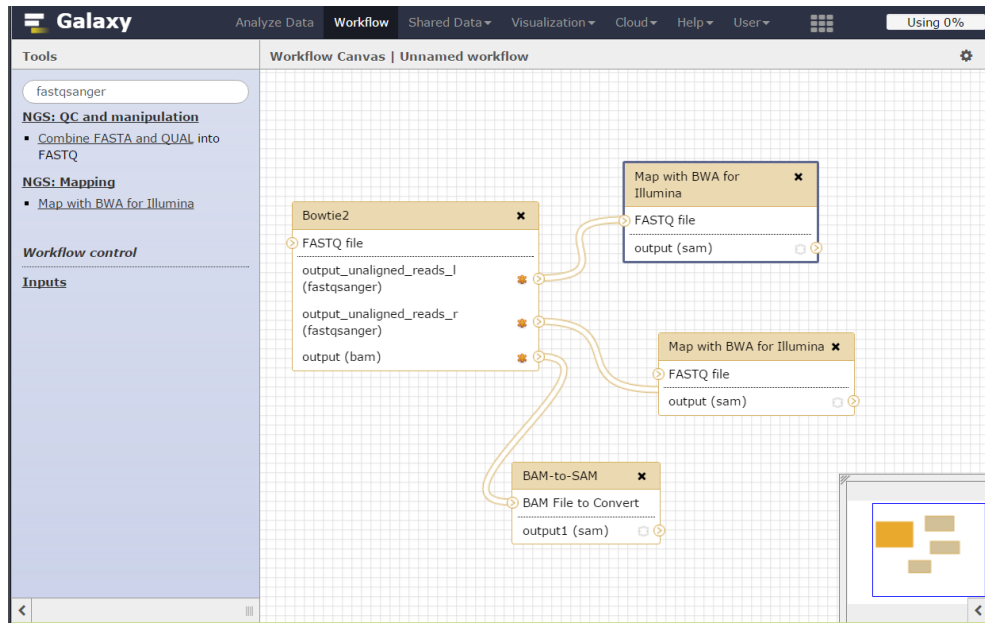 Galaxy
Analyze Data Workflow Shared Data Visualization Cloud Help User Using 0%
Tools
fastqsanger
NGS: QC and manipulation
Combine FASTA and QUAL into
FASTQ
NGS: Mapping
Map with BWA for Illumina
Workflow control
Inputs
Workflow Canvas | Unnamed workflow
Bowtie2
FASTQ file
output_unaligned_reads_l
(fastqsanger)
output_unaligned_reads_r
(fastqsanger)
output (bam)
Map with BWA for
Illumina
FASTQ file
output (sam)
Map with BWA for Illumina
FASTQ file
output (sam)
BAM-to-SAM
BAM File to Convert
output1 (sam)